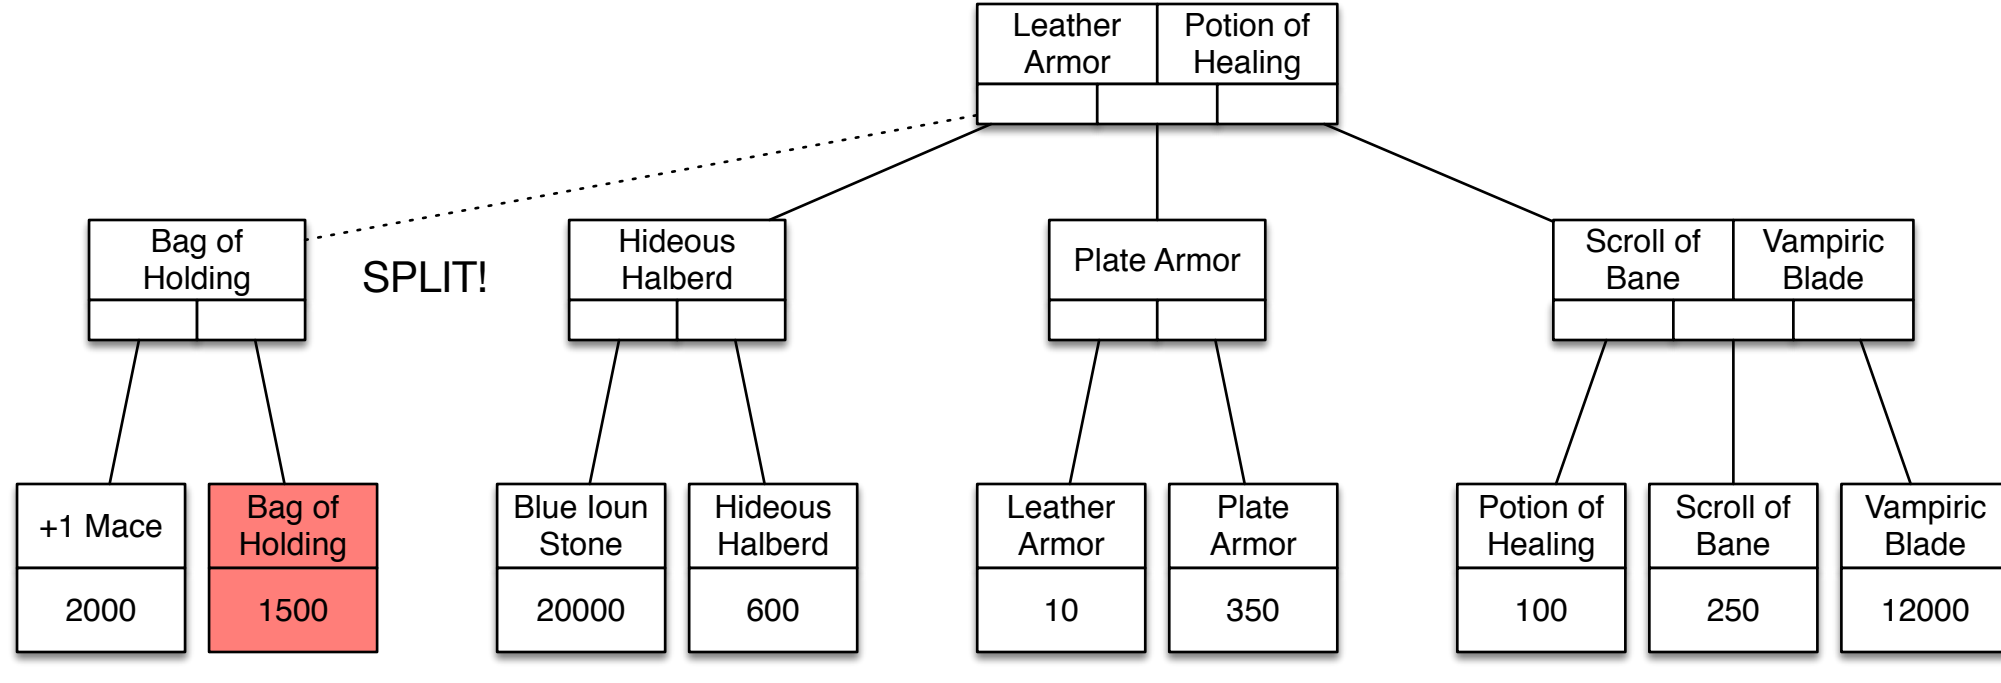 Leather
Armor
Potion of
Healing
Bag of
Holding
SPLIT!
Hideous
Halberd
Plate Armor
Scroll of
Bane
Vampiric
Blade
+1 Mace
2000
Bag of
Holding
1500
Blue Ioun
Stone
20000
Hideous
Halberd
600
Leather
Armor
10
Plate
Armor
350
Potion of
Healing
100
Scroll of
Bane
250
Vampiric
Blade
12000